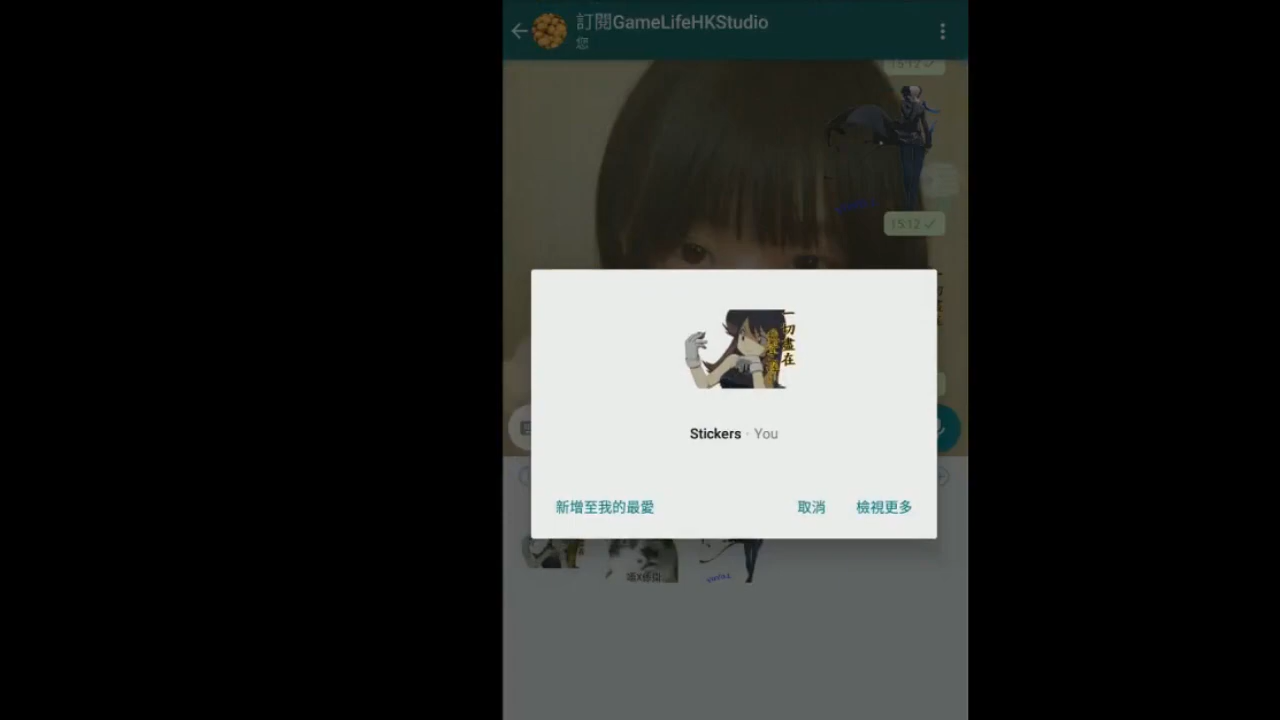 訂閱GameLifeHKStudio
您
15:12
15:12
一切盡在
Stickers · You
新增至我的最愛
取消
檢視更多